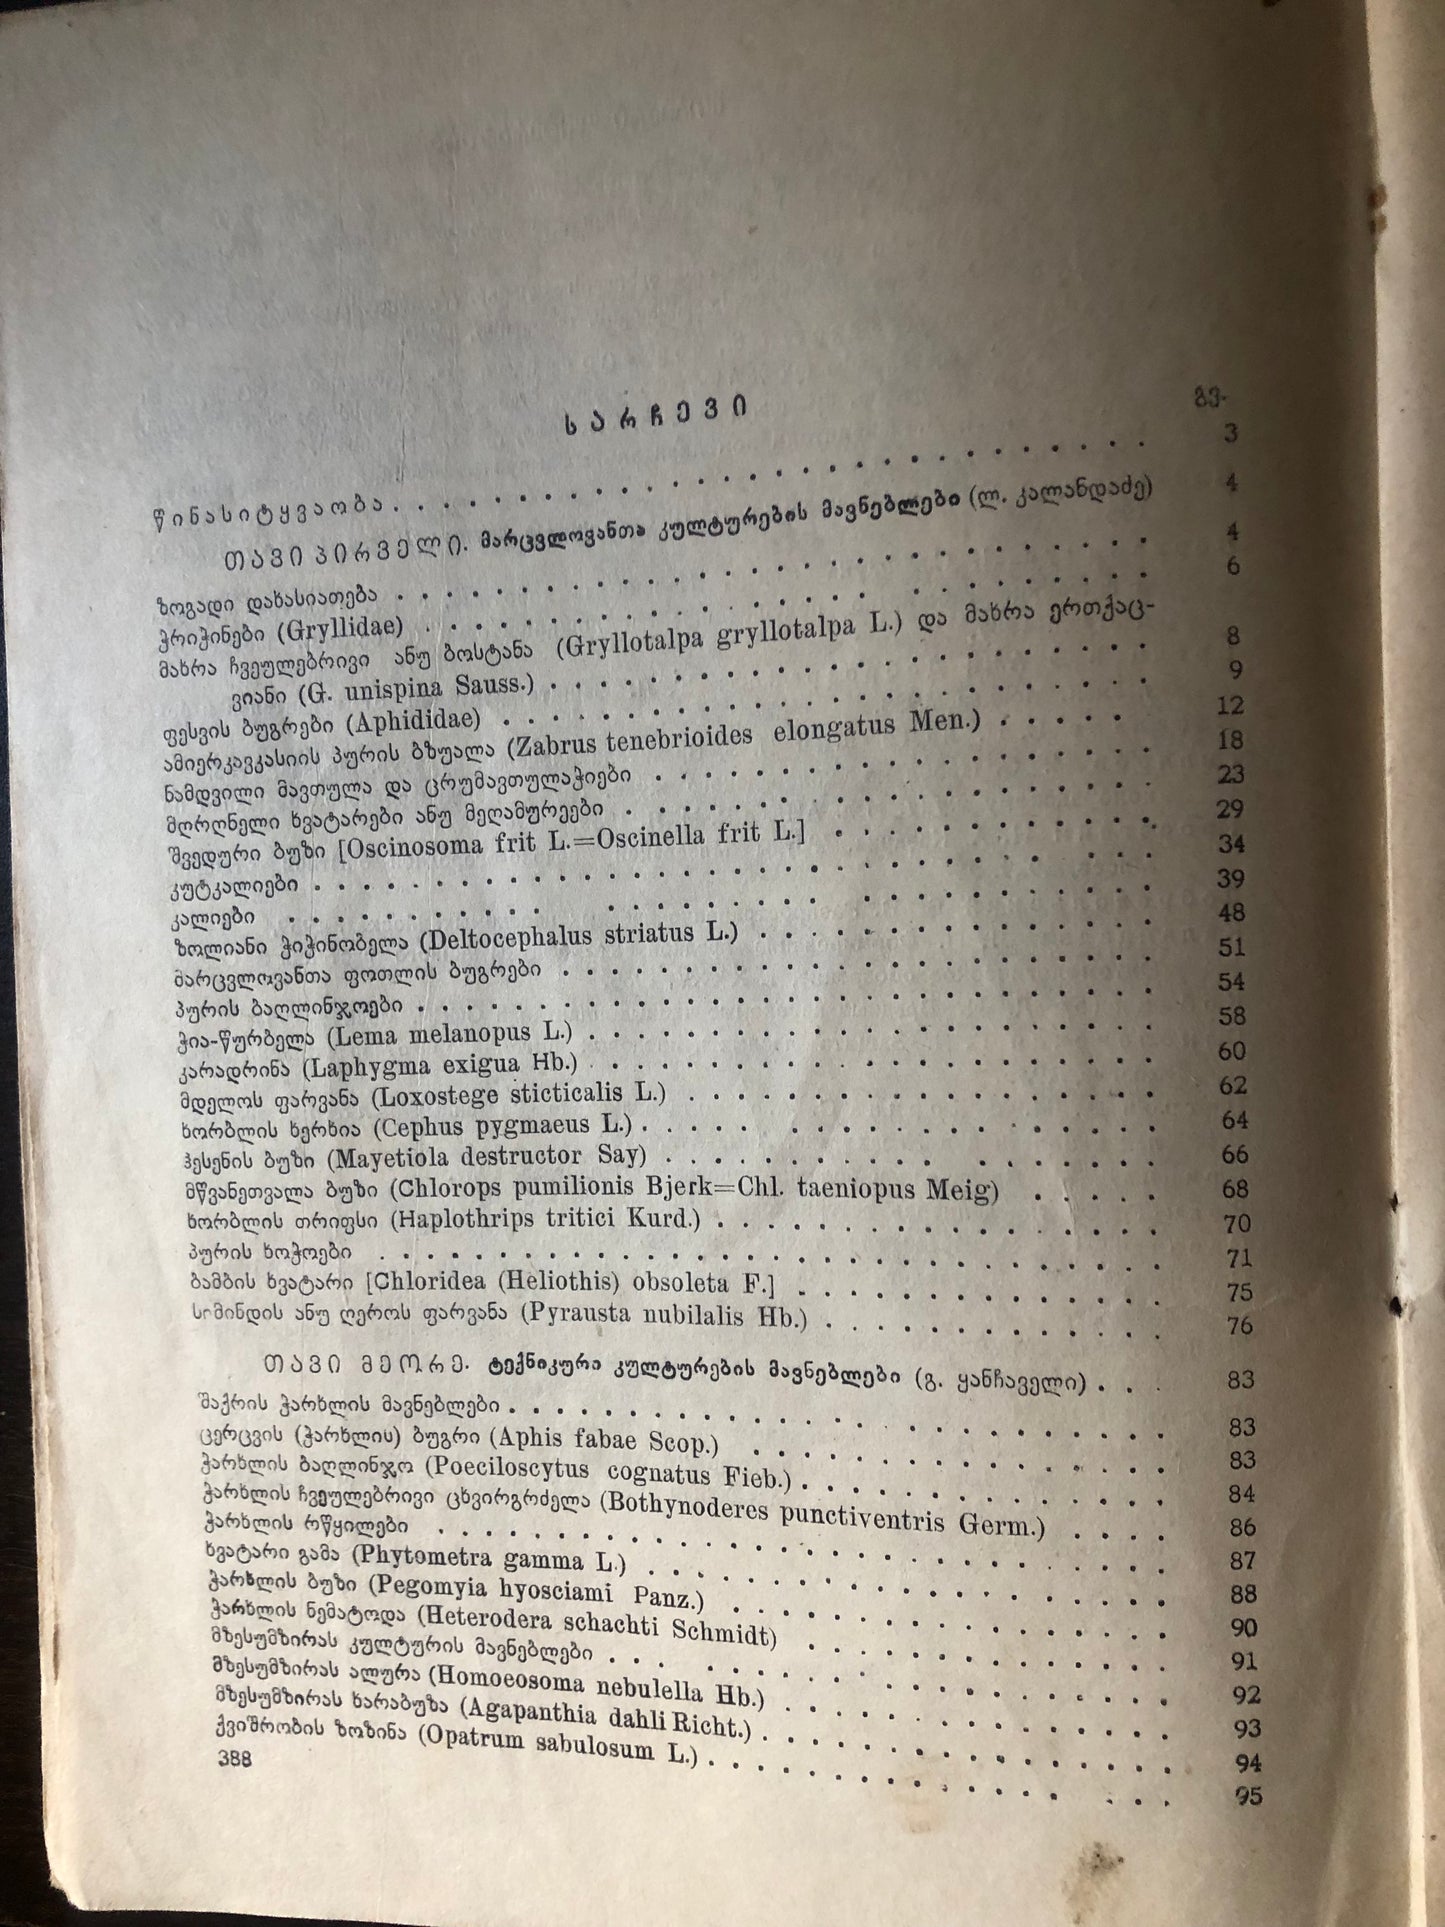 გვ.
სარჩევი
წინასიტყვაობა . . . . . . . . . . . . . . . . . . . . 3
თავი პირველი. მარცვლოვანთა კულტურების მავნებლები (ლ. კალანდაძე) 4
ზოგადი დახასიათება . . . . . . . . . . . . . . . . . . . . 4
ჭრიჭინები (Gryllidae) . . . . . . . . . . . . . . . . . . . . 6
მახრა ჩვეულებრივი ანუ ბოსტანა (Gryllotalpa gryllotalpa L.) და მახრა ერთქაც-
ვიანი (G. unispina Sauss.) . . . . . . . . . . . . . . . . . . . . 8
ფესვის ბუგრები (Aphididae) . . . . . . . . . . . . . . . . . . . . 9
ამიერკავკასიის პურის ბზუალა (Zabrus tenebrioides elongatus Men.) . . . . . 12
ნამდვილი მავთულა და ცრუმავთულაჭიები . . . . . . . . . . . . . . . 18
მღრღნელი ხვატარები ანუ მეღამურეები . . . . . . . . . . . . . . . 23
შვედური ბუზი [Oscinosoma frit L.=Oscinella frit L.] . . . . . . . . . . 29
კუტკალიები . . . . . . . . . . . . . . . . . . . . 34
კალიები . . . . . . . . . . . . . . . . . . . . 39
ზოლიანი ჭიჭინობელა (Deltocephalus striatus L.) . . . . . . . . . . 48
მარცვლოვანთა ფოთლის ბუგრები . . . . . . . . . . . . . . . 51
პურის ბაღლინჯოები . . . . . . . . . . . . . . . . . . . . 54
ჭია-წურბელა (Lema melanopus L.) . . . . . . . . . . . . . . . 58
კარადრინა (Laphygma exigua Hb.) . . . . . . . . . . . . . . . 60
მდელოს ფარვანა (Loxostege sticticalis L.) . . . . . . . . . . . . . . . 62
ხორბლის ხერხია (Cephus pygmaeus L.) . . . . . . . . . . . . . . . 64
ჰესენის ბუზი (Mayetiola destructor Say) . . . . . . . . . . . . . . . 66
მწვანეთვალა ბუზი (Chlorops pumilionis Bjerk=Chl. taeniopus Meig) . . . . . 68
ხორბლის თრიფსი (Haplothrips tritici Kurd.) . . . . . . . . . . . . . . . 70
პურის ხოჭოები . . . . . . . . . . . . . . . . . . . . 71
ბამბის ხვატარი [Chloridea (Heliothis) obsoleta F.] . . . . . . . . . . . . . 75
სიმინდის ანუ ღეროს ფარვანა (Pyrausta nubilalis Hb.) . . . . . . . . . . . . 76
თავი მეორე. ტექნიკური კულტურების მავნებლები (გ. ყანჩაველი) . . . 83
შაქრის ჭარხლის მავნებლები . . . . . . . . . . . . . . . . . . . . 83
ცერცვის (ჭარხლის) ბუგრი (Aphis fabae Scop.) . . . . . . . . . . . . . . . 83
ჭარხლის ბაღლინჯო (Poeciloscytus cognatus Fieb.) . . . . . . . . . . . . . 84
ჭარხლის ჩვეულებრივი ცხვირგრძელა (Bothynoderes punctiventris Germ.) . . . . 86
ჭარხლის რწყილები . . . . . . . . . . . . . . . . . . . . 87
ხვატარი გამა (Phytometra gamma L.) . . . . . . . . . . . . . . . . . 88
ჭარხლის ბუზი (Pegomyia hyosciami Panz.) . . . . . . . . . . . . . . . 90
ჭარხლის ნემატოდა (Heterodera schachti Schmidt) . . . . . . . . . . . . 91
მზესუმზირას კულტურის მავნებლები . . . . . . . . . . . . . . . 92
მზესუმზირას ალურა (Homoeosoma nebulella Hb.) . . . . . . . . . . . . 93
მზესუმზირას ხარაბუზა (Agapanthia dahli Richt.) . . . . . . . . . . . . . 94
ქვიშრობის ზოზინა (Opatrum sabulosum L.) . . . . . . . . . . . . . . . 95
388